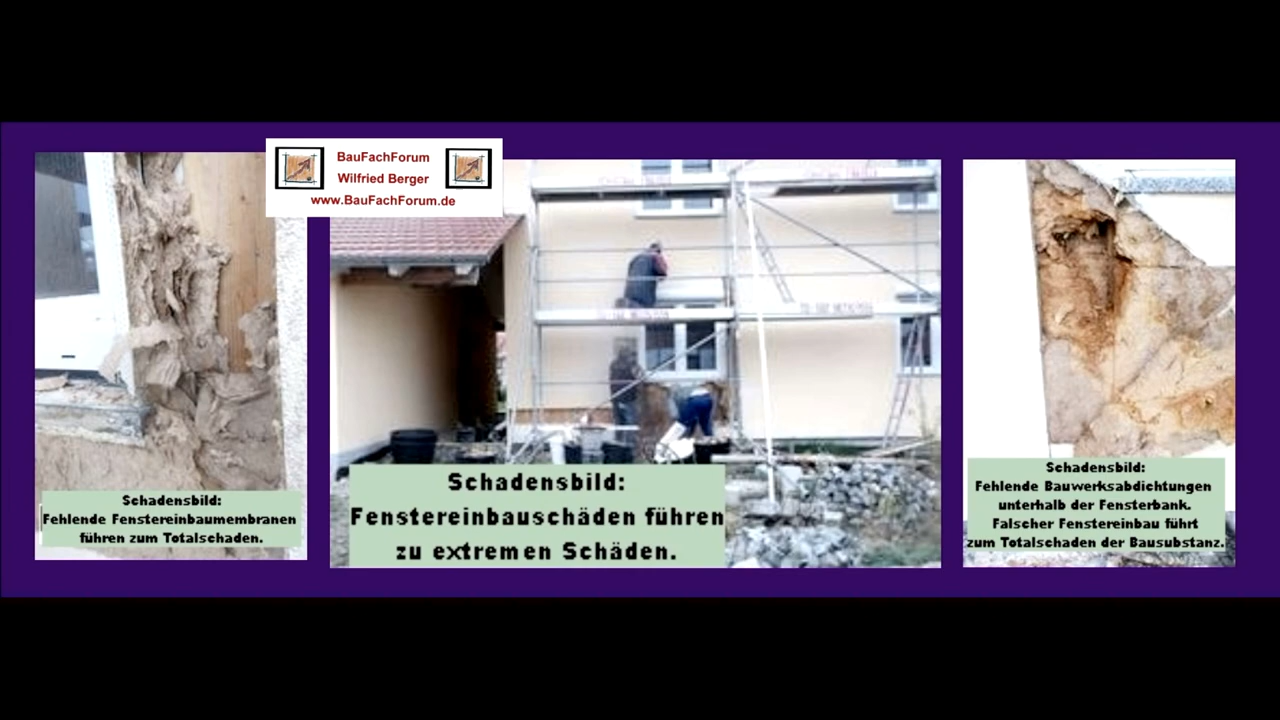 BauFachForum
Wilfried Berger
www.BauFachForum.de
Schadensbild:
Fehlende Fenstereinbaumembranen
führen zum Totalschaden.
Schadensbild:
Fenstereinbauschäden führen
zu extremen Schäden.
Schadensbild:
Fehlende Bauwerksabdichtungen
unterhalb der Fensterbank.
Falscher Fenstereinbau führt
zum Totalschaden der Bausubstanz.